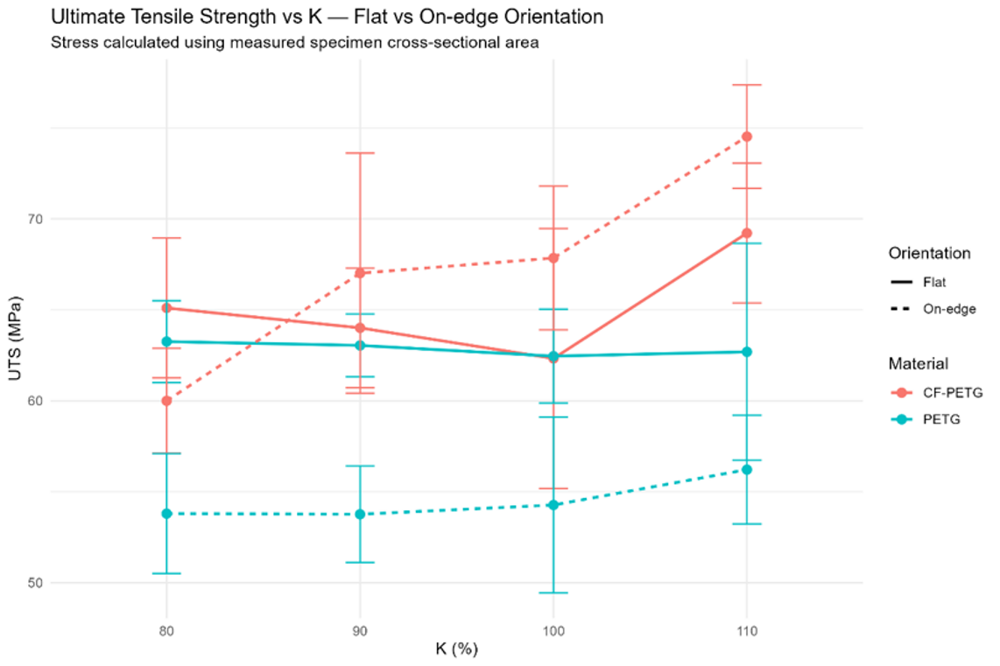 Ultimate Tensile Strength vs K — Flat vs On-edge Orientation
Stress calculated using measured specimen cross-sectional area
UTS (MPa)
70
60
50
80
90
100
110
K (%)
Orientation
Flat
On-edge
Material
CF-PETG
PETG